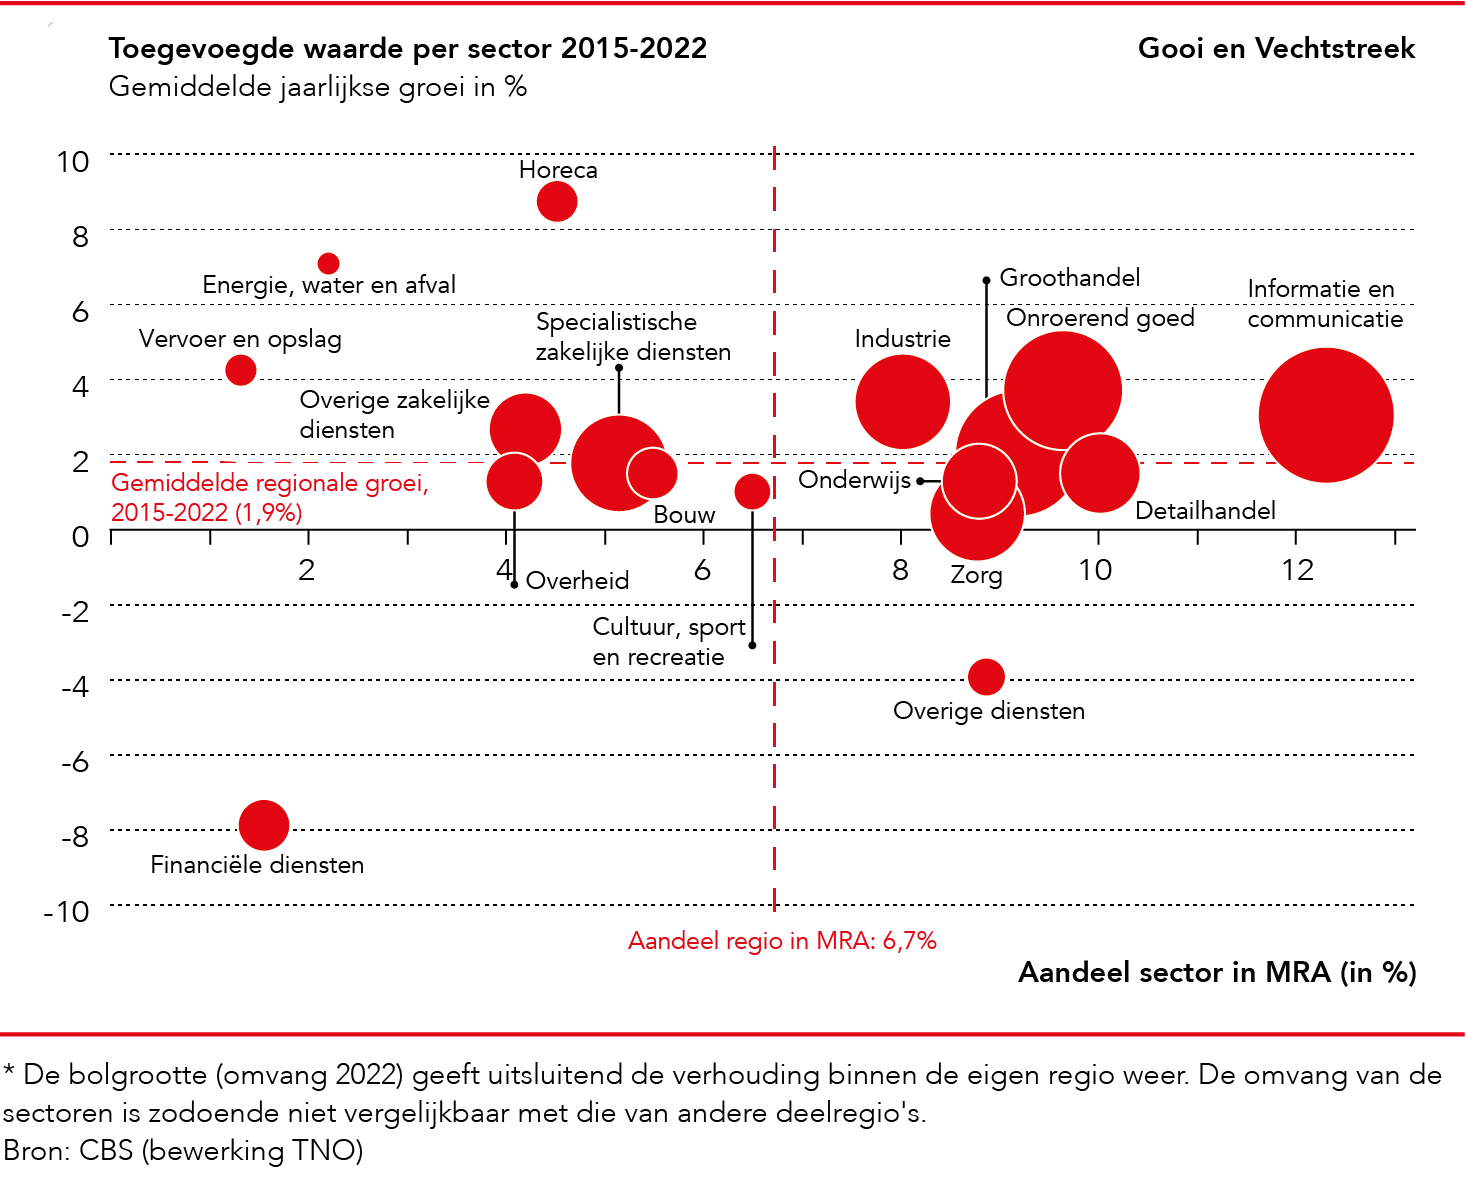 Toegevoegde waarde per sector 2015-2022
Gooi en Vechtstreek
Gemiddelde jaarlijkse groei in %
10
Horeca
8
Energie, water en afval
Groothandel
Informatie en
communicatie
6
Onroerend goed
Specialistische
zakelijke diensten
Vervoer en opslag
Industrie
4
Overige zakelijke
diensten
2
Gemiddelde regionale groei,
2015-2022 (1,9%)
Onderwijs
Bouw
Detailhandel
0
2
4
6
8
10
12
Overheid
Zorg
-2
Cultuur, sport
en recreatie
-4
Overige diensten
-6
-8
Financiële diensten
-10
Aandeel regio in MRA: 6,7%
Aandeel sector in MRA (in %)
* De bolgrootte (omvang 2022) geeft uitsluitend de verhouding binnen de eigen regio weer. De omvang van de
sectoren is zodoende niet vergelijkbaar met die van andere deelregio's.
Bron: CBS (bewerking TNO)